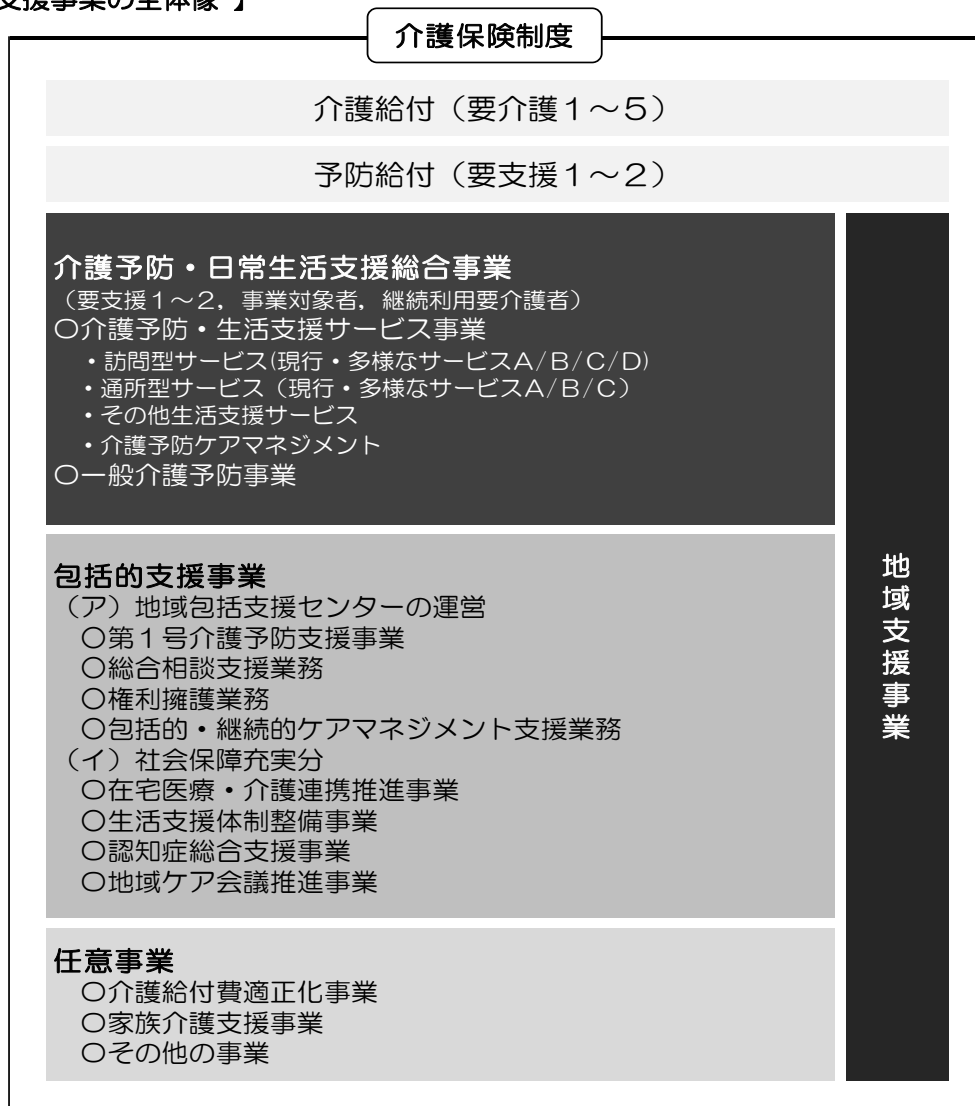 支援事業の全体像 】
介護保険制度
介護給付（要介護１～５）
予防給付（要支援１～２）
介護予防・日常生活支援総合事業
（要支援１～２，事業対象者，継続利用要介護者）
〇介護予防・生活支援サービス事業
・訪問型サービス(現行・多様なサービスA/B/C/D)
・通所型サービス（現行・多様なサービスA/B/C）
・その他生活支援サービス
・介護予防ケアマネジメント
〇一般介護予防事業
包括的支援事業
（ア）地域包括支援センターの運営
〇第１号介護予防支援事業
〇総合相談支援業務
〇権利擁護業務
〇包括的・継続的ケアマネジメント支援業務
（イ）社会保障充実分
〇在宅医療・介護連携推進事業
〇生活支援体制整備事業
〇認知症総合支援事業
〇地域ケア会議推進事業
任意事業
〇介護給付費適正化事業
〇家族介護支援事業
〇その他の事業
地域支援事業